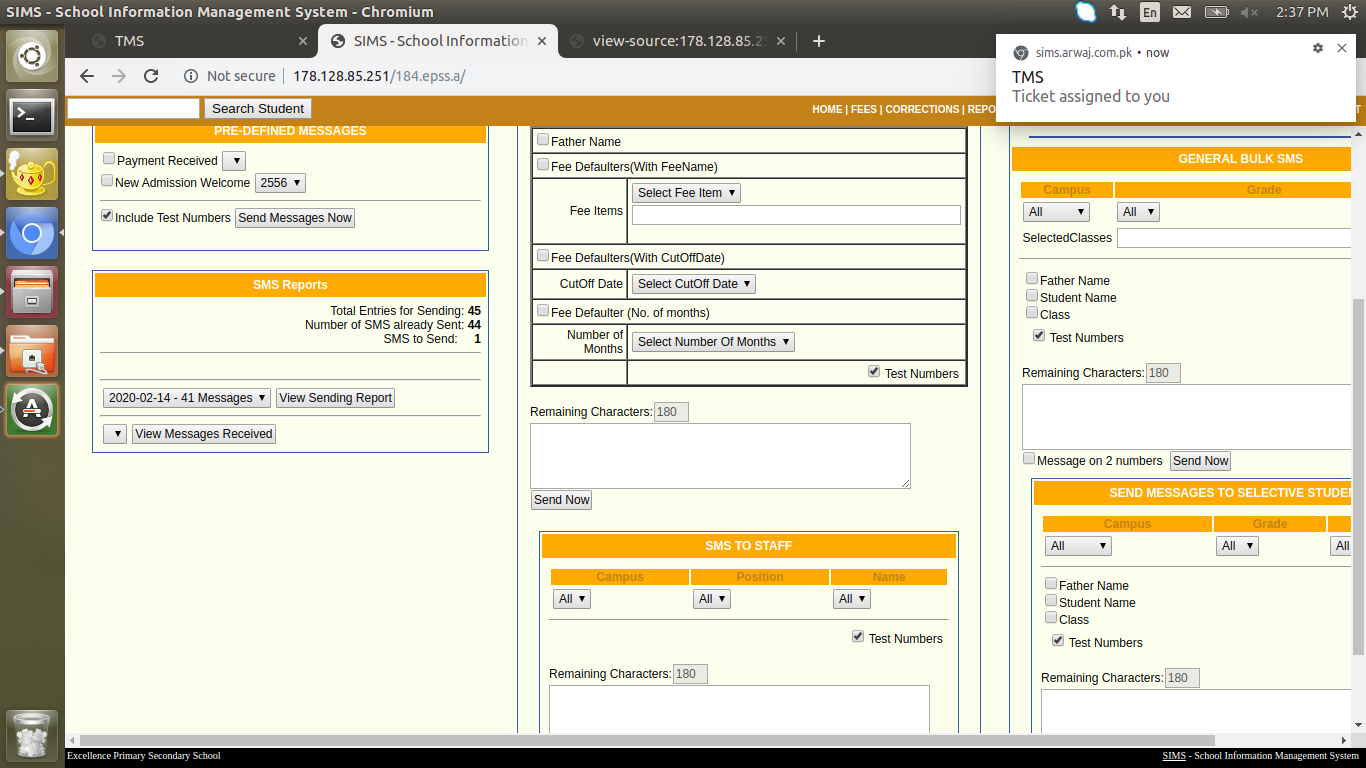 SIMS - School Information Management System - Chromium
En
2:37 PM
TMS
SIMS - School Information
view-source:178.128.85.25
Not secure
178.128.85.251/184.epss.a/
sims.arwaj.com.pk • now
TMS
Ticket assigned to you
Search Student
HOME | FEES | CORRECTIONS | REPO
T
PRE-DEFINED MESSAGES
Payment Received
New Admission Welcome 2556
Include Test Numbers Send Messages Now
SMS Reports
Total Entries for Sending: 45
Number of SMS already Sent: 44
SMS to Send: 1
2020-02-14 - 41 Messages View Sending Report
View Messages Received
Father Name
Fee Defaulters(With FeeName)
Fee Items
Select Fee Item
Fee Defaulters(With CutOffDate)
CutOff Date Select CutOff Date
Fee Defaulter (No. of months)
Number of
Months
Select Number Of Months
Test Numbers
Remaining Characters: 180
Send Now
SMS TO STAFF
Campus Position Name
All All All
Test Numbers
Remaining Characters: 180
GENERAL BULK SMS
Campus Grade
All All
SelectedClasses
Father Name
Student Name
Class
Test Numbers
Remaining Characters: 180
Message on 2 numbers Send Now
SEND MESSAGES TO SELECTIVE STUDEN
Campus Grade
All All All
Father Name
Student Name
Class
Test Numbers
Remaining Characters: 180
Excellence Primary Secondary School
SIMS - School Information Management System